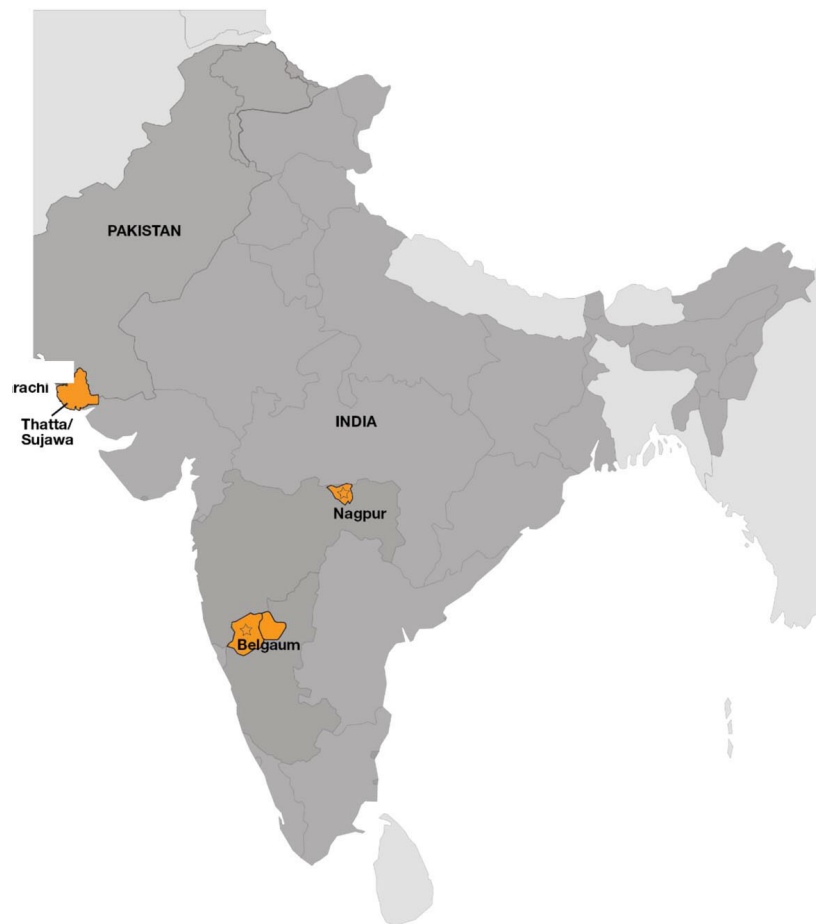 PAKISTAN
rachi
Thatta/
Sujawa
INDIA
Nagpur
Belgaum